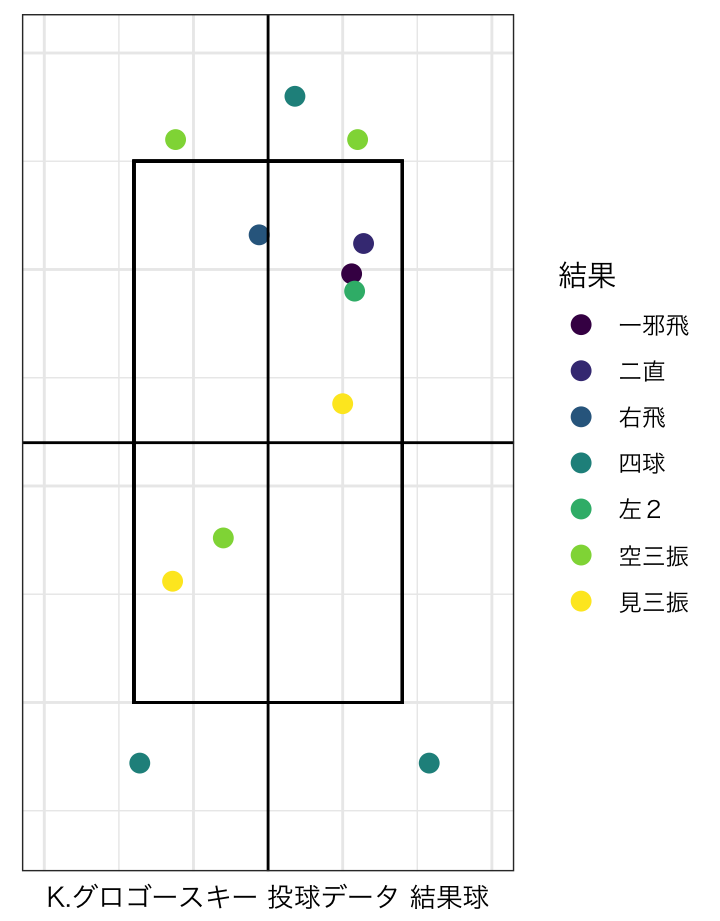 結果
一邪飛
二直
右飛
四球
左２
空三振
見三振
K.グロゴースキー 投球データ 結果球